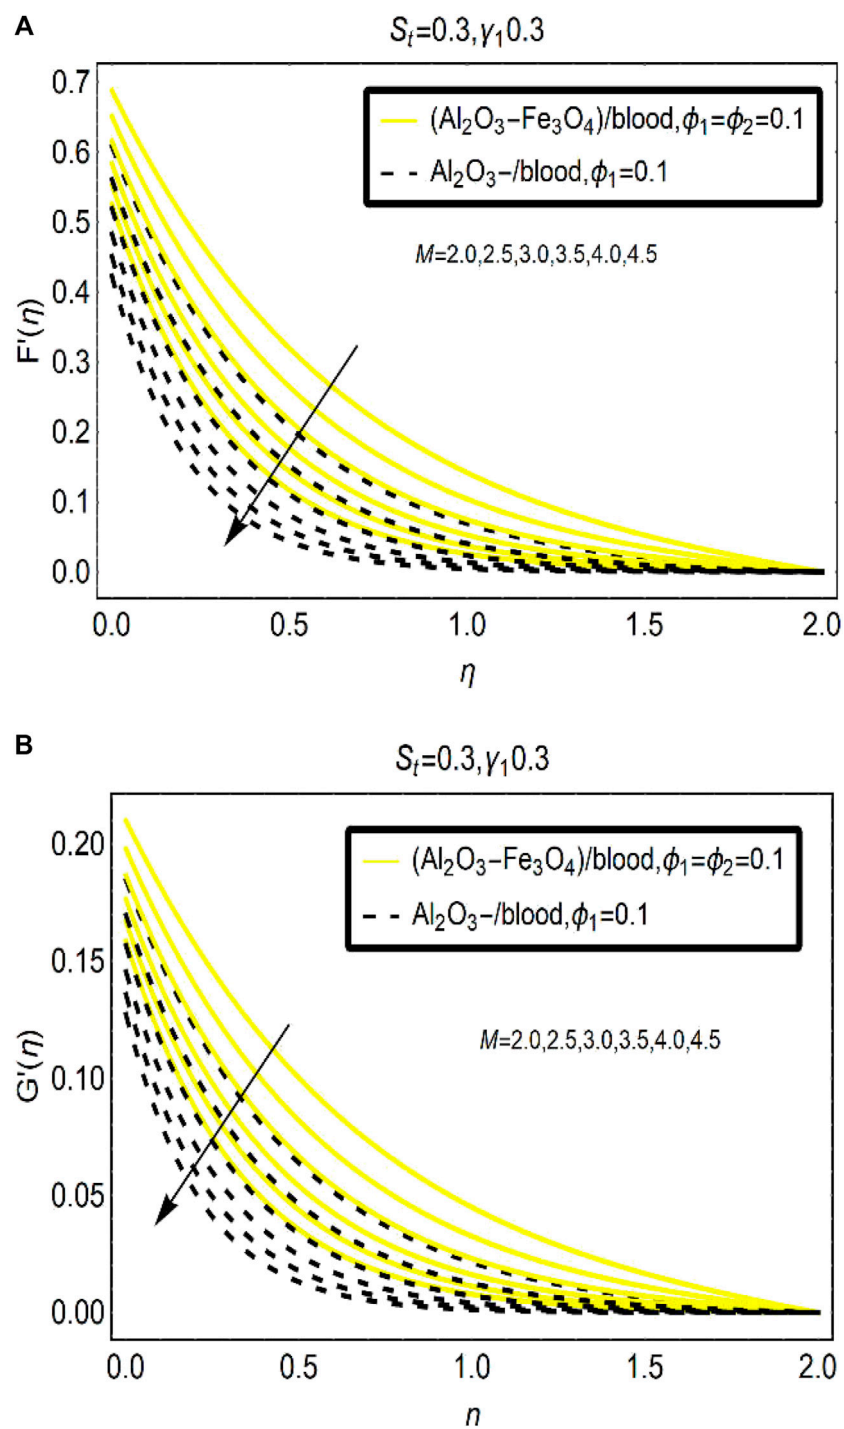 A
Sₜ=0.3,γ₁0.3
(Al₂O₃−Fe₃O₄)/blood,ϕ₁=ϕ₂=0.1
Al₂O₃−/blood,ϕ₁=0.1
M=2.0,2.5,3.0,3.5,4.0,4.5
F'(η)
0.7
0.6
0.5
0.4
0.3
0.2
0.1
0.0
0.0 0.5 1.0 1.5 2.0
η
B
Sₜ=0.3,γ₁0.3
(Al₂O₃−Fe₃O₄)/blood,ϕ₁=ϕ₂=0.1
Al₂O₃−/blood,ϕ₁=0.1
M=2.0,2.5,3.0,3.5,4.0,4.5
G'(η)
0.20
0.15
0.10
0.05
0.00
0.0 0.5 1.0 1.5 2.0
n